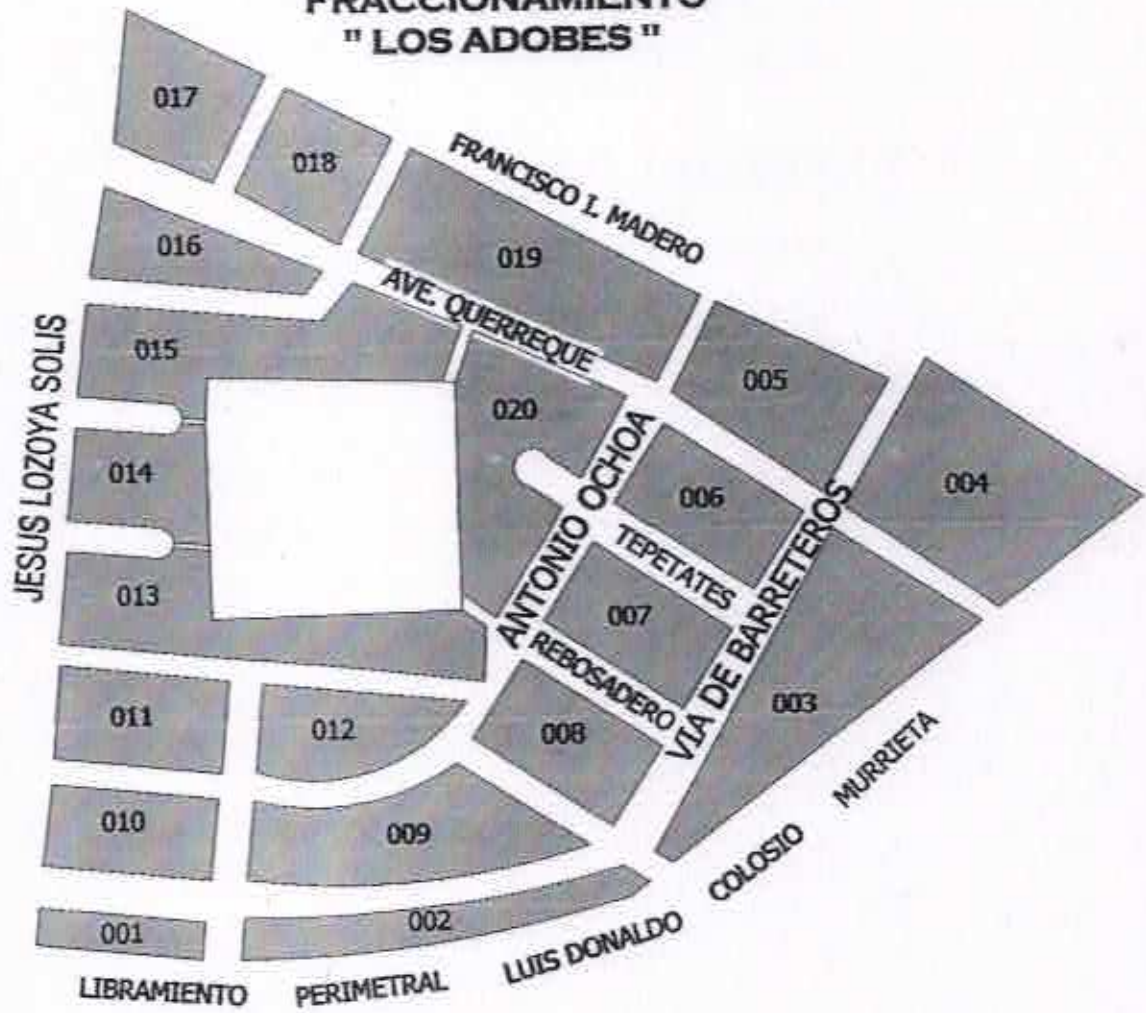 FRACCIONAMIENTO
" LOS ADOBES "
017
018
FRANCISCO I. MADERO
016
019
AVE. QUERREQUE
JESUS LOZOYA SOLIS
015
005
020
ANTONIO OCHOA
014
006
004
TEPETATES
VIA DE BARRETEROS
013
007
REBOSADERO
003
011
012
008
MURRIETA
010
009
COLOSIO
001
002
LUIS DONALDO
LIBRAMIENTO
PERIMETRAL